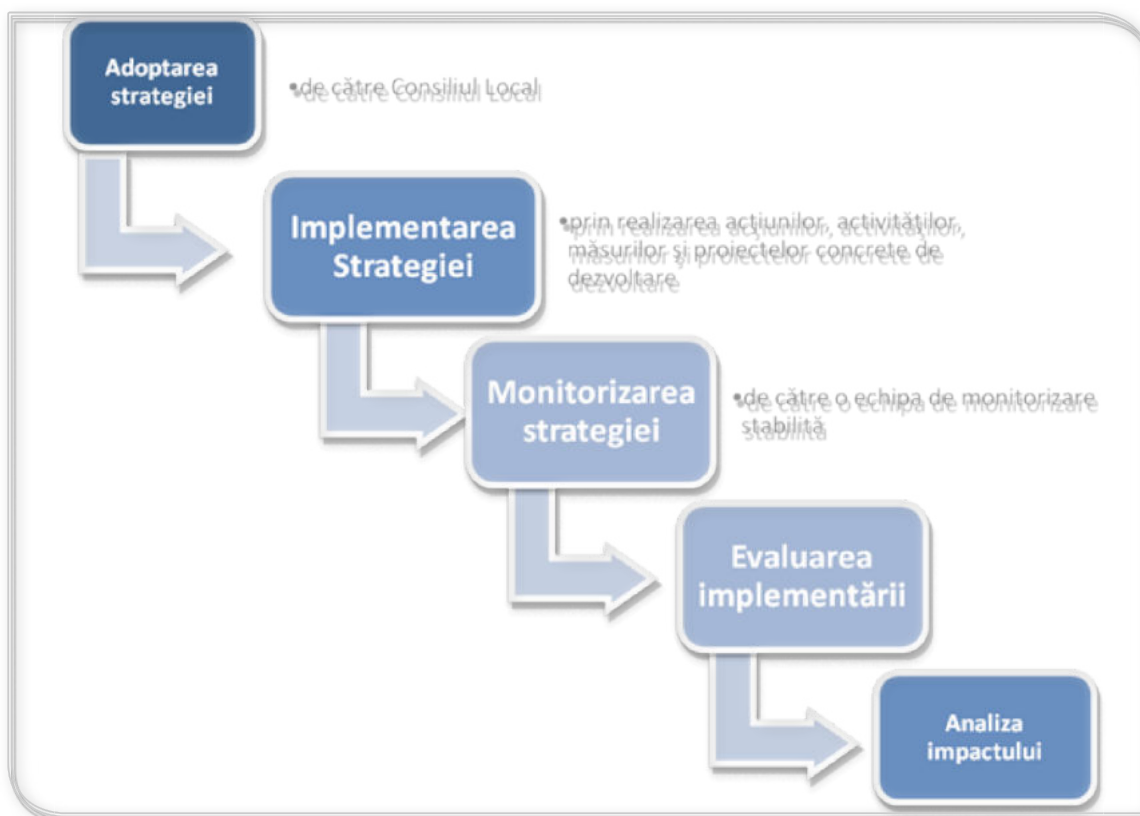 Adoptarea
strategiei
•de către Consiliul Local
Implementarea
Strategiei
•prin realizarea acțiunilor, activităților,
măsurilor și proiectelor concrete de
dezvoltare
Monitorizarea
strategiei
•de către o echipa de monitorizare
stabilită
Evaluarea
implementării
Analiza
impactului